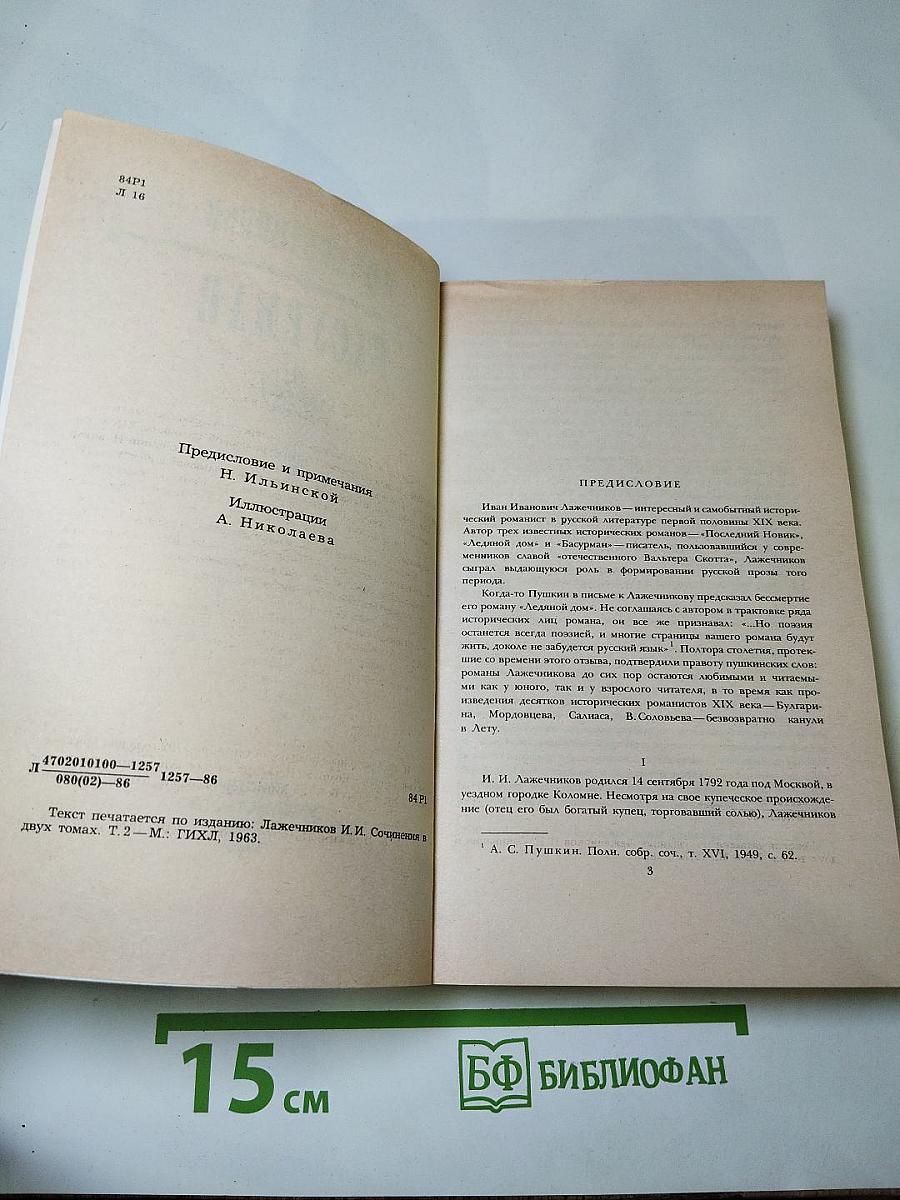 84Р1
Л 16
Предисловие и примечания
Н. Ильинской
Иллюстрации
А. Николаева
Л 4702010100—1257
080(02)—86
1257—86
84 Р1
Текст печатается по изданию: Лажечников И. И. Сочинения в
двух томах. Т. 2 — М.: ГИХЛ, 1963.
ПРЕДИСЛОВИЕ
Иван Иванович Лажечников — интересный и самобытный истори-
ческий романист в русской литературе первой половины XIX века.
Автор трех известных исторических романов — «Последний Новик»,
«Ледяной дом» и «Басурман» — писатель, пользовавшийся у совре-
менников славой «отечественного Вальтера Скотта», Лажечников
сыграл выдающуюся роль в формировании русской прозы того
периода.
Когда-то Пушкин в письме к Лажечникову предсказал бессмертие
его роману «Ледяной дом». Не соглашаясь с автором в трактовке ряда
исторических лиц романа, он все же признавал: «...Но поэзия
останется всегда поэзией, и многие страницы вашего романа будут
жить, доколе не забудется русский язык»¹. Полтора столетия, протек-
шие со времени этого отзыва, подтвердили правоту пушкинских слов:
романы Лажечникова до сих пор остаются любимыми и читаемы-
ми как у юного, так и у взрослого читателя, в то время как про-
изведения десятков исторических романистов XIX века — Булгари-
на, Мордовцева, Салиаса, В. Соловьева — безвозвратно канули
в Лету.
I
И. И. Лажечников родился 14 сентября 1792 года под Москвой, в
уездном городке Коломне. Несмотря на свое купеческое происхожде-
ние (отец его был богатый купец, торговавший солью), Лажечников
¹ А. С. Пушкин. Полн. собр. соч., т. XVI, 1949, с. 62.
3
15 см
БФ БИБЛИОФАН